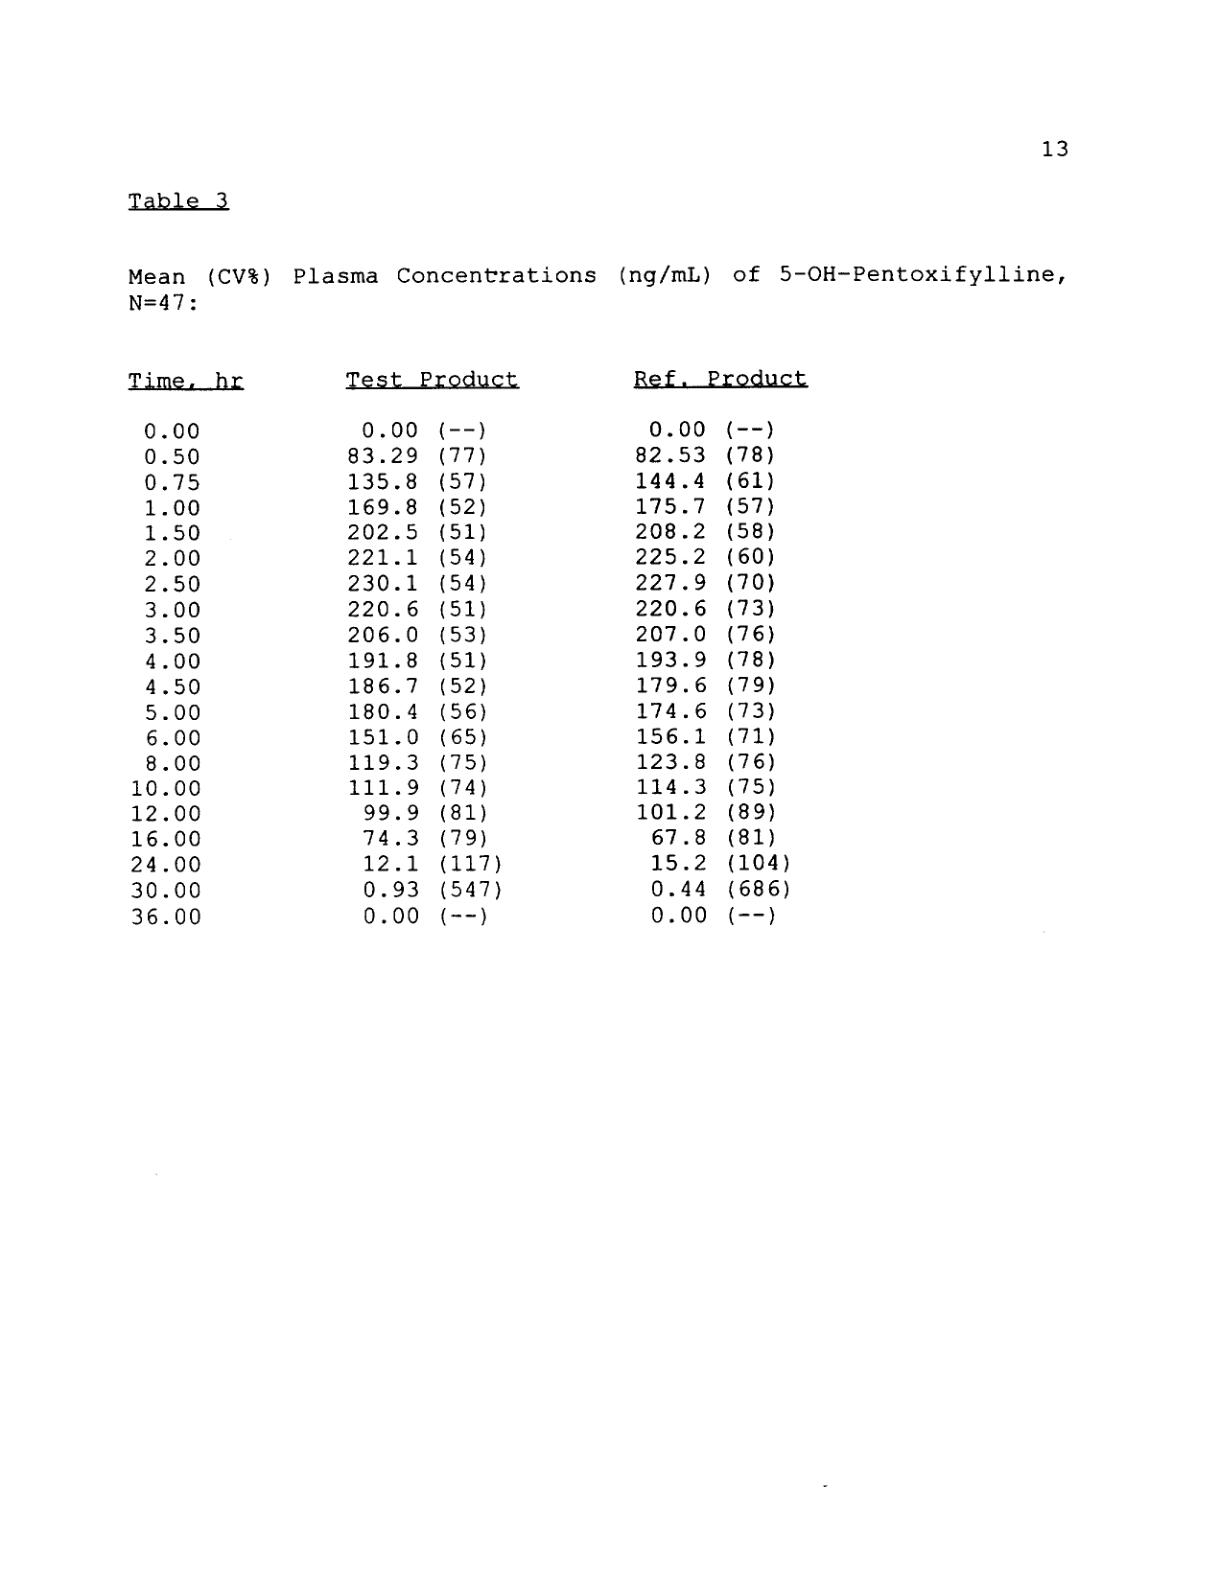 13
Table 3
Mean (CV%) Plasma Concentrations (ng/mL) of 5-OH-Pentoxifylline,
N=47:
Time, hr Test Product Ref. Product
0.00 0.00 (--) 0.00 (--)
0.50 83.29 (77) 82.53 (78)
0.75 135.8 (57) 144.4 (61)
1.00 169.8 (52) 175.7 (57)
1.50 202.5 (51) 208.2 (58)
2.00 221.1 (54) 225.2 (60)
2.50 230.1 (54) 227.9 (70)
3.00 220.6 (51) 220.6 (73)
3.50 206.0 (53) 207.0 (76)
4.00 191.8 (51) 193.9 (78)
4.50 186.7 (52) 179.6 (79)
5.00 180.4 (56) 174.6 (73)
6.00 151.0 (65) 156.1 (71)
8.00 119.3 (75) 123.8 (76)
10.00 111.9 (74) 114.3 (75)
12.00 99.9 (81) 101.2 (89)
16.00 74.3 (79) 67.8 (81)
24.00 12.1 (117) 15.2 (104)
30.00 0.93 (547) 0.44 (686)
36.00 0.00 (--) 0.00 (--)